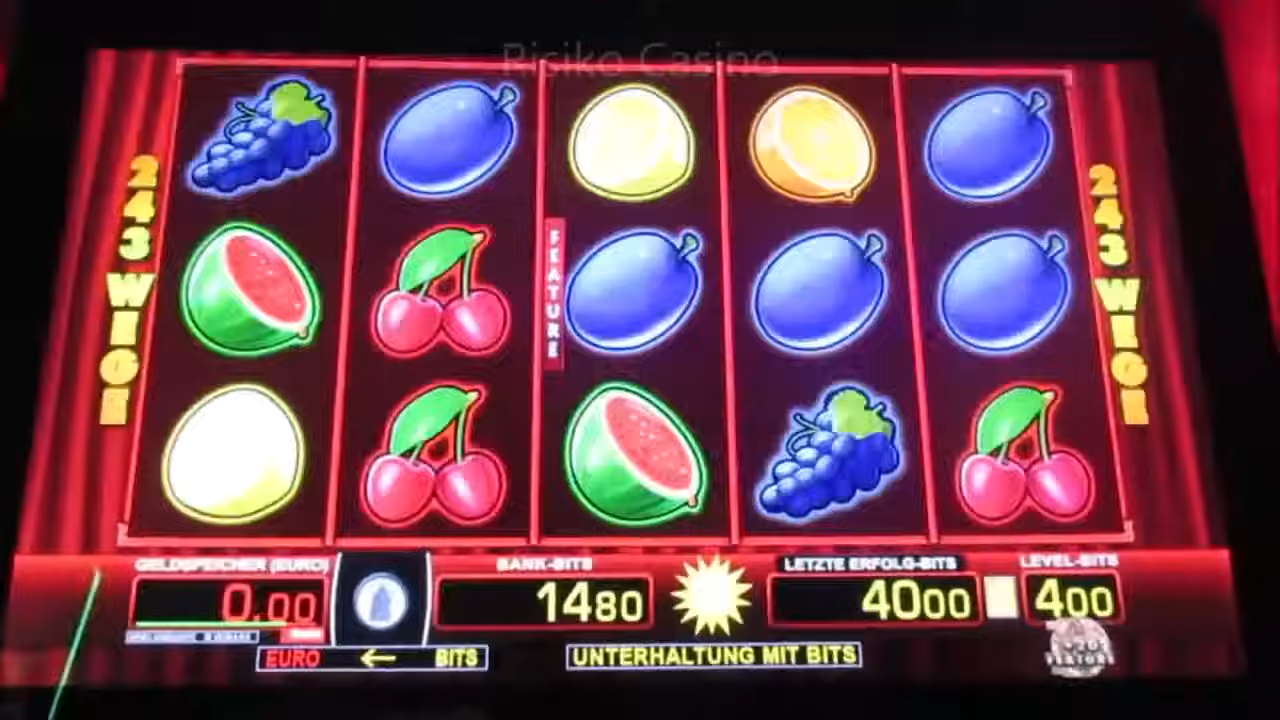 Risiko Casino
243 WEGE
FEATURE
243 WEGE
GELDSPEICHER (EURO)
BANK-BITS
LETZTE ERFOLG-BITS
LEVEL-BITS
0,00
1480
4000
400
EURO ← BITS
UNTERHALTUNG MIT BITS
FEATURE